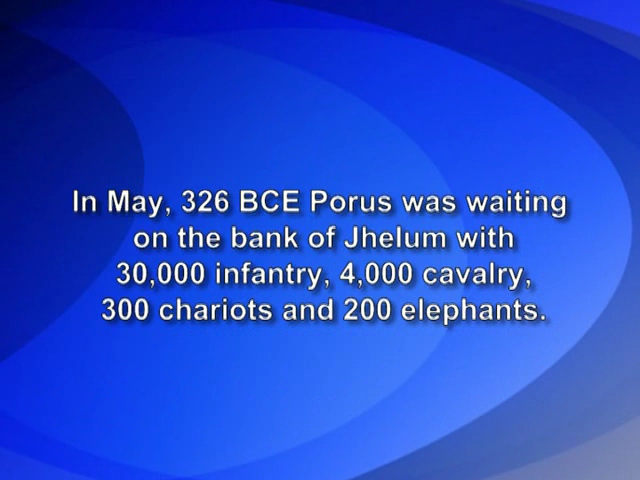 In May, 326 BCE Porus was waiting
on the bank of Jhelum with
30,000 infantry, 4,000 cavalry,
300 chariots and 200 elephants.